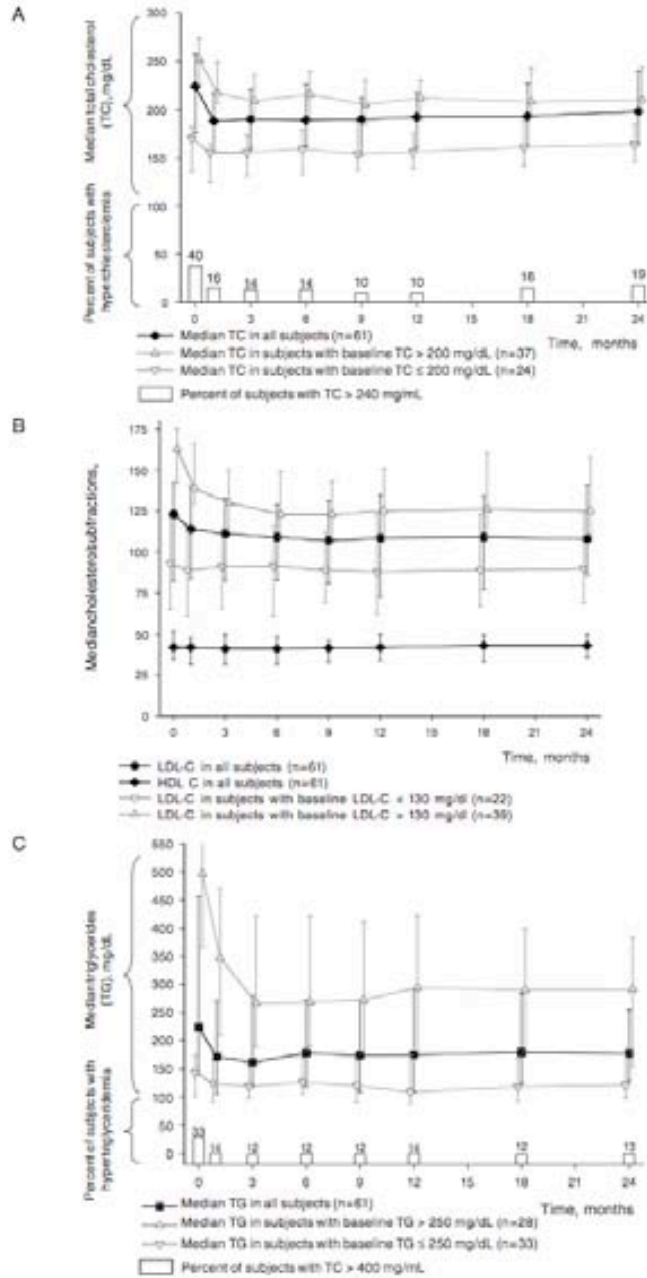 A
Median total cholesterol
(TC), mg/dL
Percent of subjects with
300
250
200
150
100
50
0
40
16
14
14
10
10
16
19
0 3 6 9 12 15 18 21 24
Time, months
Median TC in all subjects (n=61)
Median TC in subjects with baseline TC > 200 mg/dL (n=37)
Median TC in subjects with baseline TC ≤ 200 mg/dL (n=24)
Percent of subjects with TC > 240 mg/mL
B
175
150
125
100
75
50
25
0
0 3 6 9 12 15 18 21 24
Time, months
LDL-C in all subjects (n=61)
HDL C in all subjects (n=61)
LDL-C in subjects with baseline LDL-C < 130 mg/dl (n=22)
LDL-C in subjects with baseline LDL-C > 130 mg/dl (n=39)
C
Median triglycerides
(TG), mg/dL
Percent of subjects with
hypertriglyceridemia
550
500
450
400
350
300
250
200
150
100
100
50
0
33
14
12
12
12
14
12
13
0 3 6 9 12 15 18 21 24
Time, months
Median TG in all subjects (n=61)
Median TG in subjects with baseline TG > 250 mg/dL (n=28)
Median TG in subjects with baseline TG ≤ 250 mg/dL (n=33)
Percent of subjects with TC > 400 mg/mL